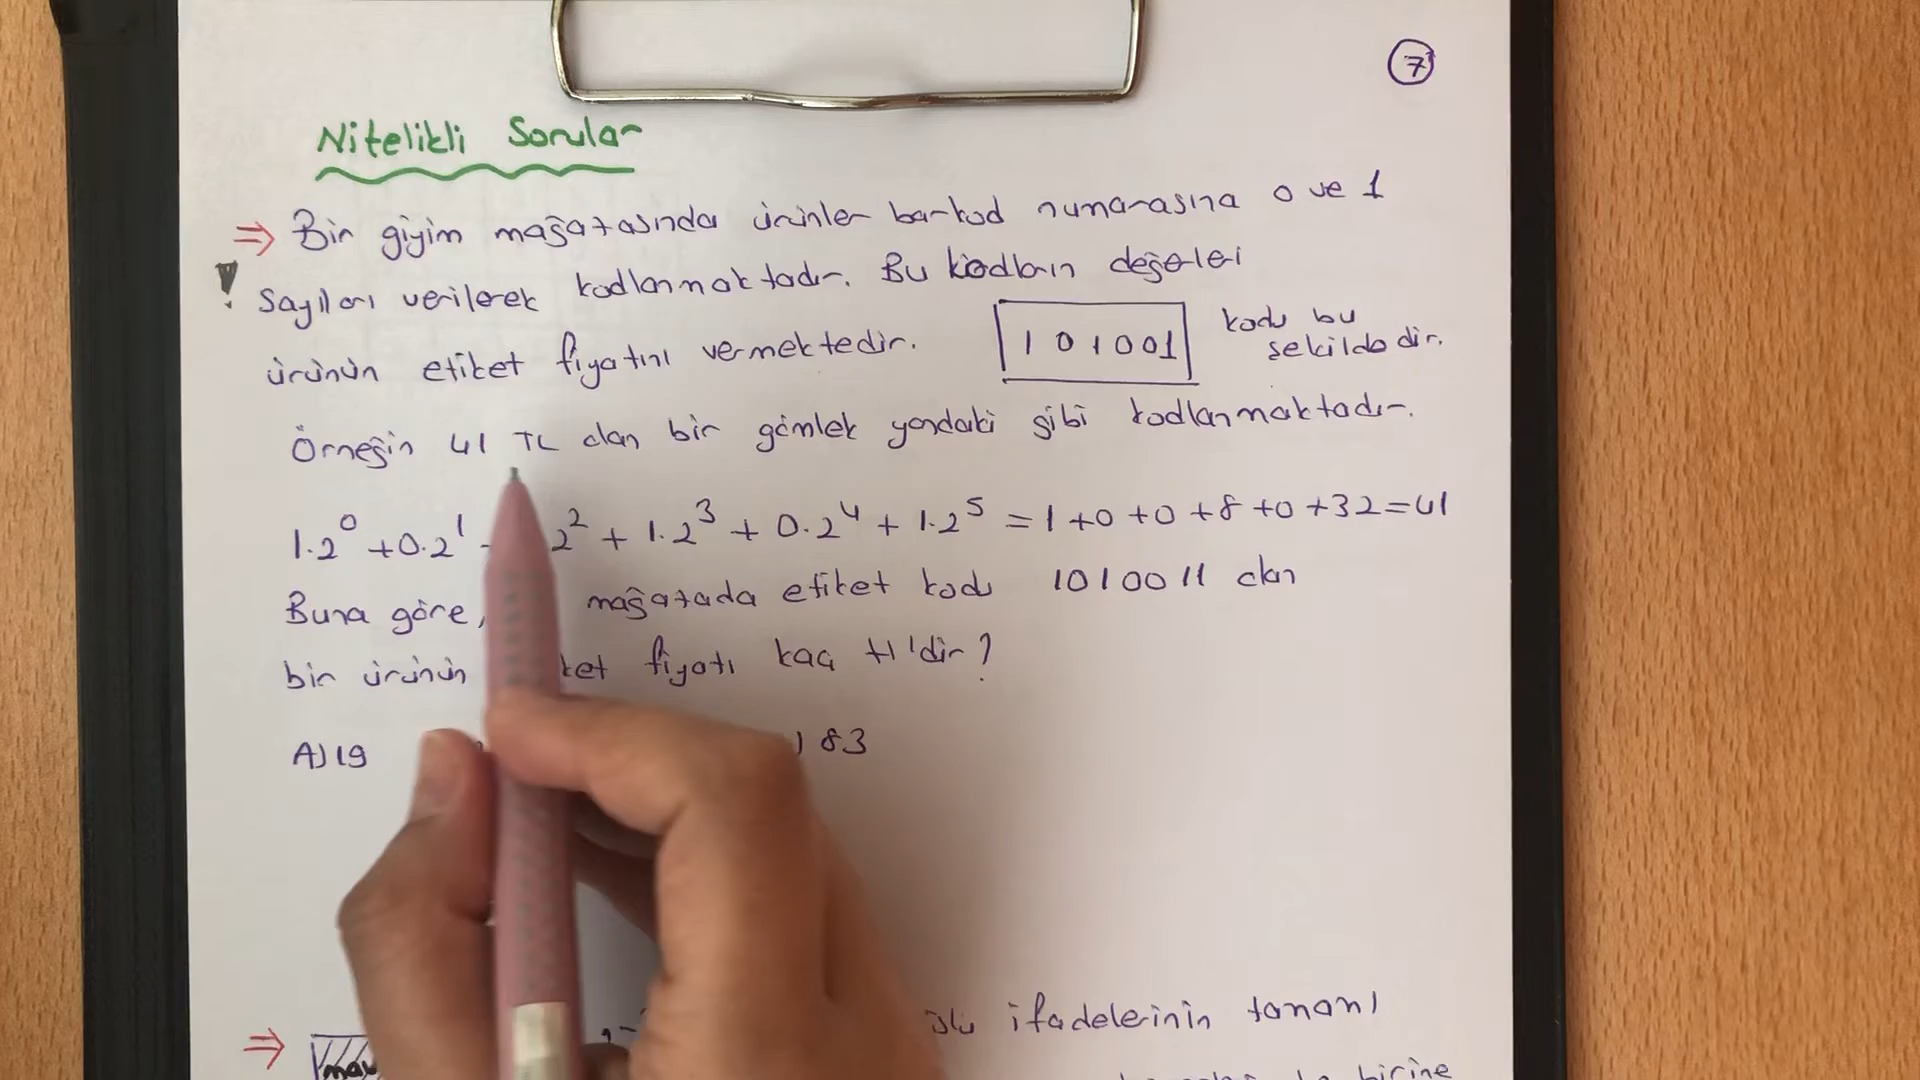 7
Nitelikli Sorular
⇒ Bir giyim mağazasında ürünler barkod numarasına 0 ve 1
! sayıları verilerek kodlanmaktadır. Bu kodların değerleri
ürünün etiket fiyatını vermektedir.
101001
kodu bu
şekildedir.
Örneğin 41 TL olan bir gömlek yandaki gibi kodlanmaktadır.
1.2⁰ +0.2¹ 2² + 1.2³ + 0.2⁴ + 1.2⁵ = 1 +0 +0 +8 +0 +32 = 41
Buna göre, mağazada etiket kodu 1010011 olan
bir ürünün fiyatı kaç tl'dir?
A) 19 ) 83
⇒ ifadelerinin tamamı
mavi
birine